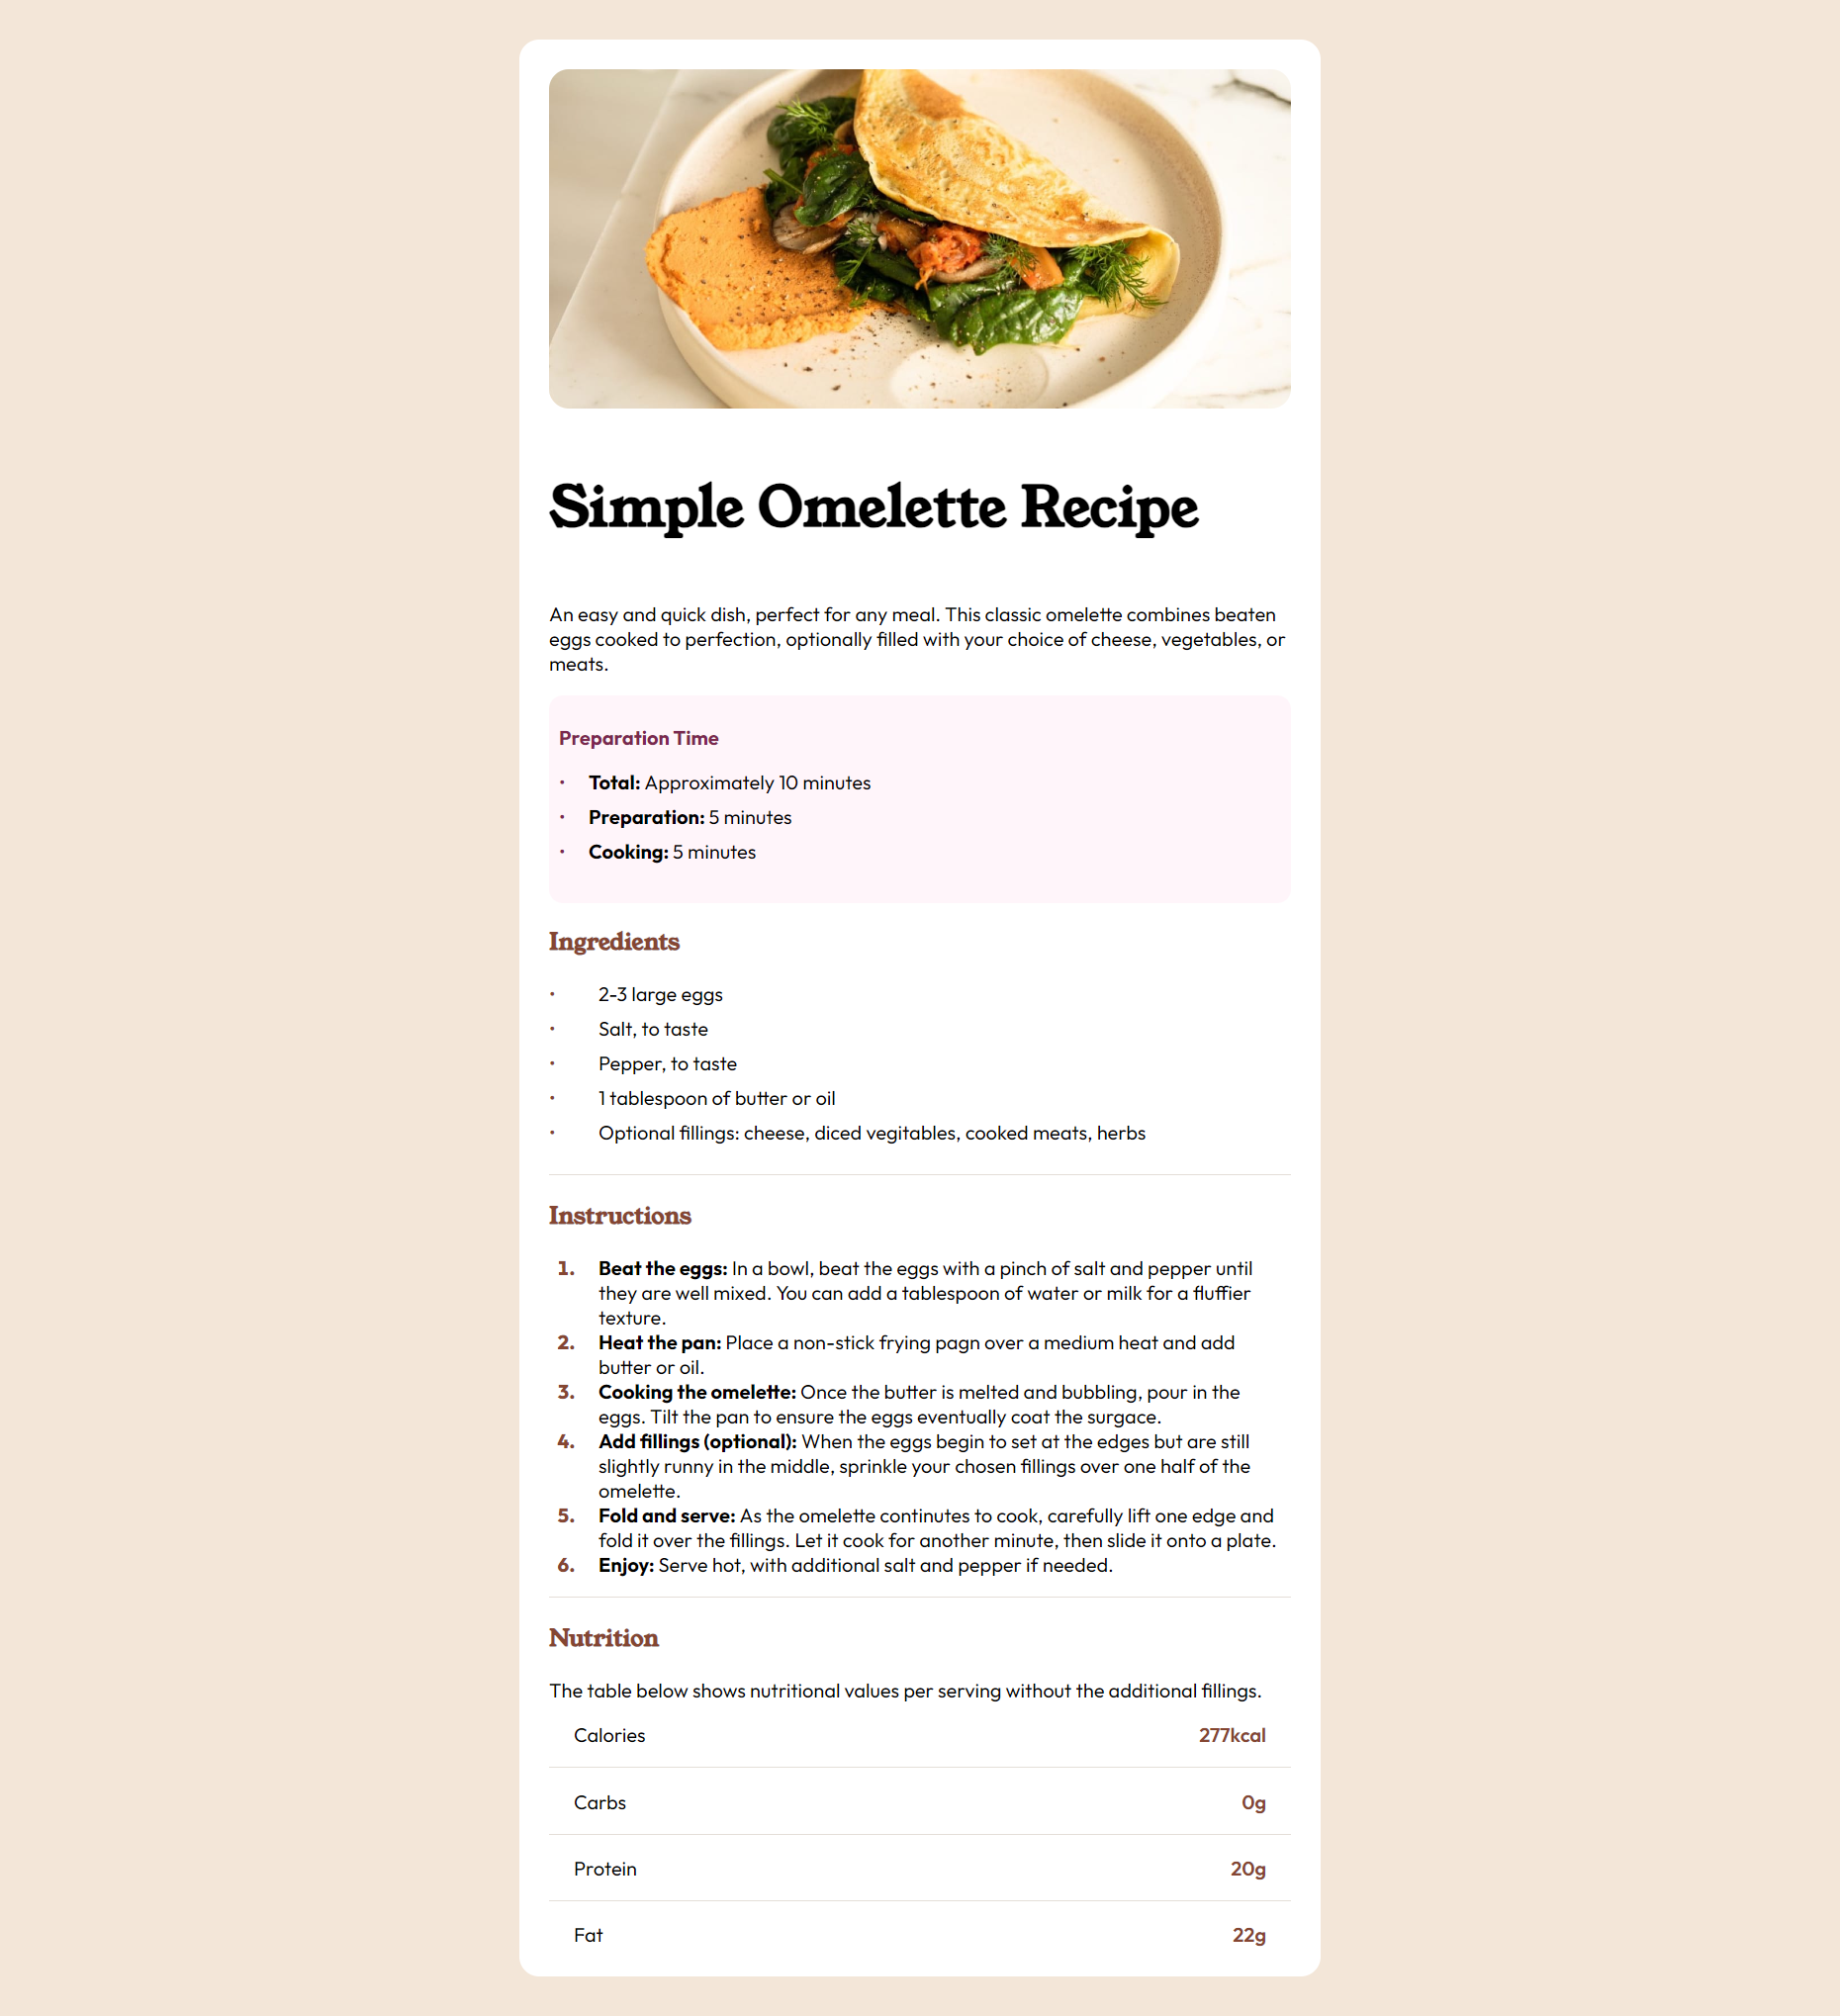 Simple Omelette Recipe
An easy and quick dish, perfect for any meal. This classic omelette combines beaten
eggs cooked to perfection, optionally filled with your choice of cheese, vegetables, or
meats.
Preparation Time
• Total: Approximately 10 minutes
• Preparation: 5 minutes
• Cooking: 5 minutes
Ingredients
• 2-3 large eggs
• Salt, to taste
• Pepper, to taste
• 1 tablespoon of butter or oil
• Optional fillings: cheese, diced vegitables, cooked meats, herbs
Instructions
1. Beat the eggs: In a bowl, beat the eggs with a pinch of salt and pepper until
they are well mixed. You can add a tablespoon of water or milk for a fluffier
texture.
2. Heat the pan: Place a non-stick frying pagn over a medium heat and add
butter or oil.
3. Cooking the omelette: Once the butter is melted and bubbling, pour in the
eggs. Tilt the pan to ensure the eggs eventually coat the surgace.
4. Add fillings (optional): When the eggs begin to set at the edges but are still
slightly runny in the middle, sprinkle your chosen fillings over one half of the
omelette.
5. Fold and serve: As the omelette continutes to cook, carefully lift one edge and
fold it over the fillings. Let it cook for another minute, then slide it onto a plate.
6. Enjoy: Serve hot, with additional salt and pepper if needed.
Nutrition
The table below shows nutritional values per serving without the additional fillings.
Calories 277kcal
Carbs 0g
Protein 20g
Fat 22g